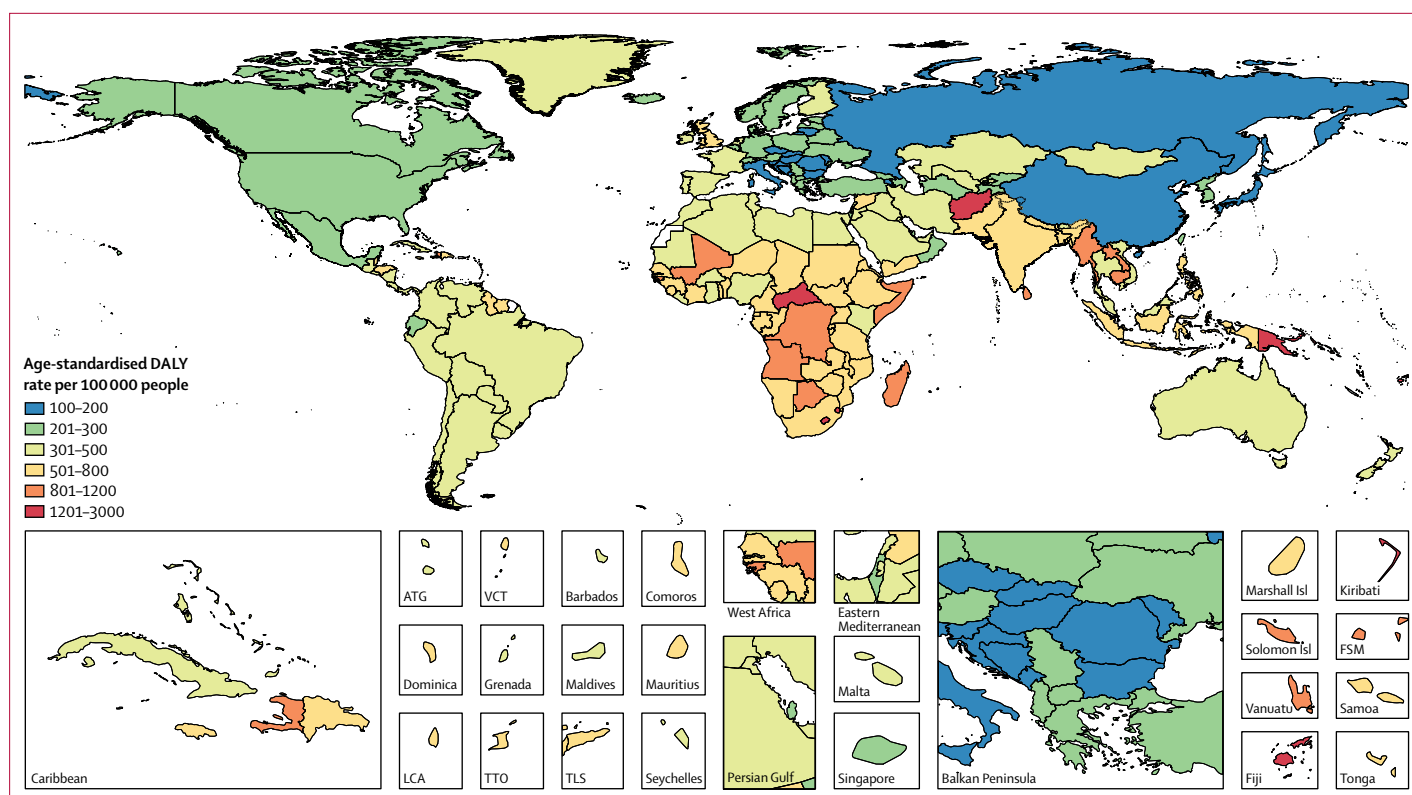 Age-standardised DALY
rate per 100 000 people
100–200
201–300
301–500
501–800
801–1200
1201–3000
Caribbean
ATG
VCT
Barbados
Comoros
West Africa
Eastern
Mediterranean
Dominica
Grenada
Maldives
Mauritius
Malta
LCA
TTO
TLS
Seychelles
Persian Gulf
Singapore
Balkan Peninsula
Marshall Isl
Kiribati
Solomon Isl
FSM
Vanuatu
Samoa
Fiji
Tonga